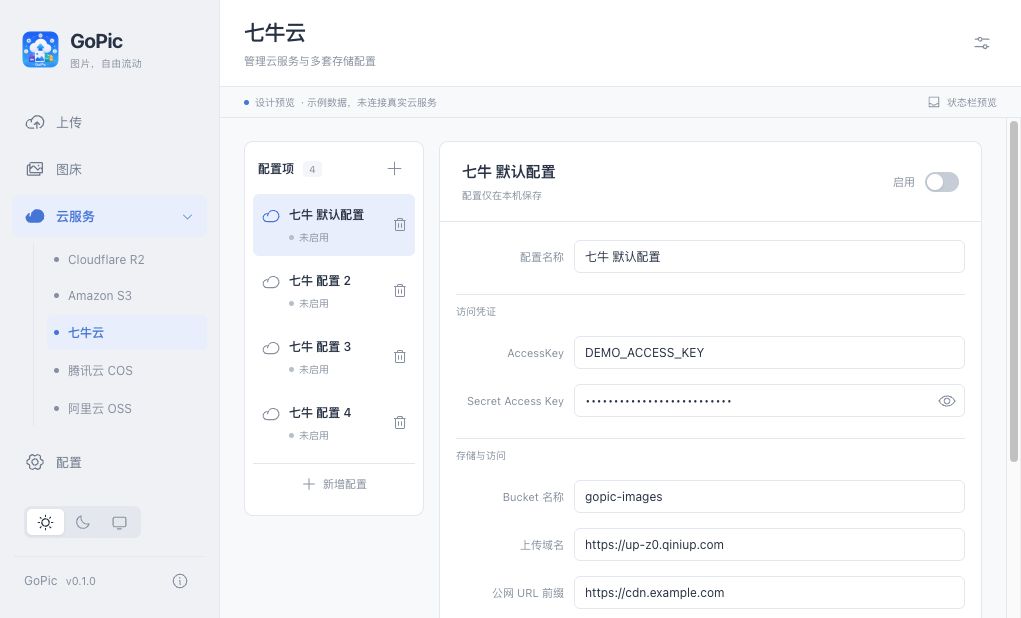 GoPic
图片，自由流动
上传
图床
云服务
Cloudflare R2
Amazon S3
七牛云
腾讯云 COS
阿里云 OSS
配置
GoPic v0.1.0
七牛云
管理云服务与多套存储配置
设计预览 · 示例数据，未连接真实云服务
状态栏预览
配置项 4
七牛 默认配置
未启用
七牛 配置 2
未启用
七牛 配置 3
未启用
七牛 配置 4
未启用
新增配置
七牛 默认配置
配置仅在本机保存
启用
配置名称 七牛 默认配置
访问凭证
AccessKey DEMO_ACCESS_KEY
Secret Access Key ••••••••••••••••••••••••••
存储与访问
Bucket 名称 gopic-images
上传域名 https://up-z0.qiniup.com
公网 URL 前缀 https://cdn.example.com